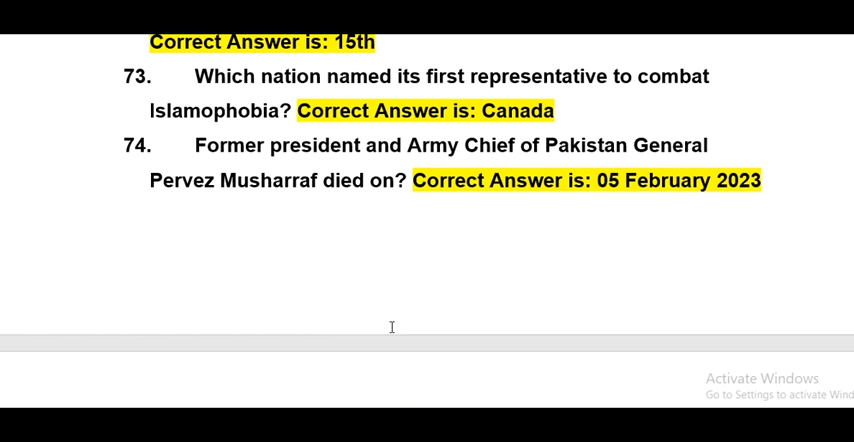 Correct Answer is: 15th
73. Which nation named its first representative to combat
Islamophobia? Correct Answer is: Canada
74. Former president and Army Chief of Pakistan General
Pervez Musharraf died on? Correct Answer is: 05 February 2023
Activate Windows
Go to Settings to activate Wind